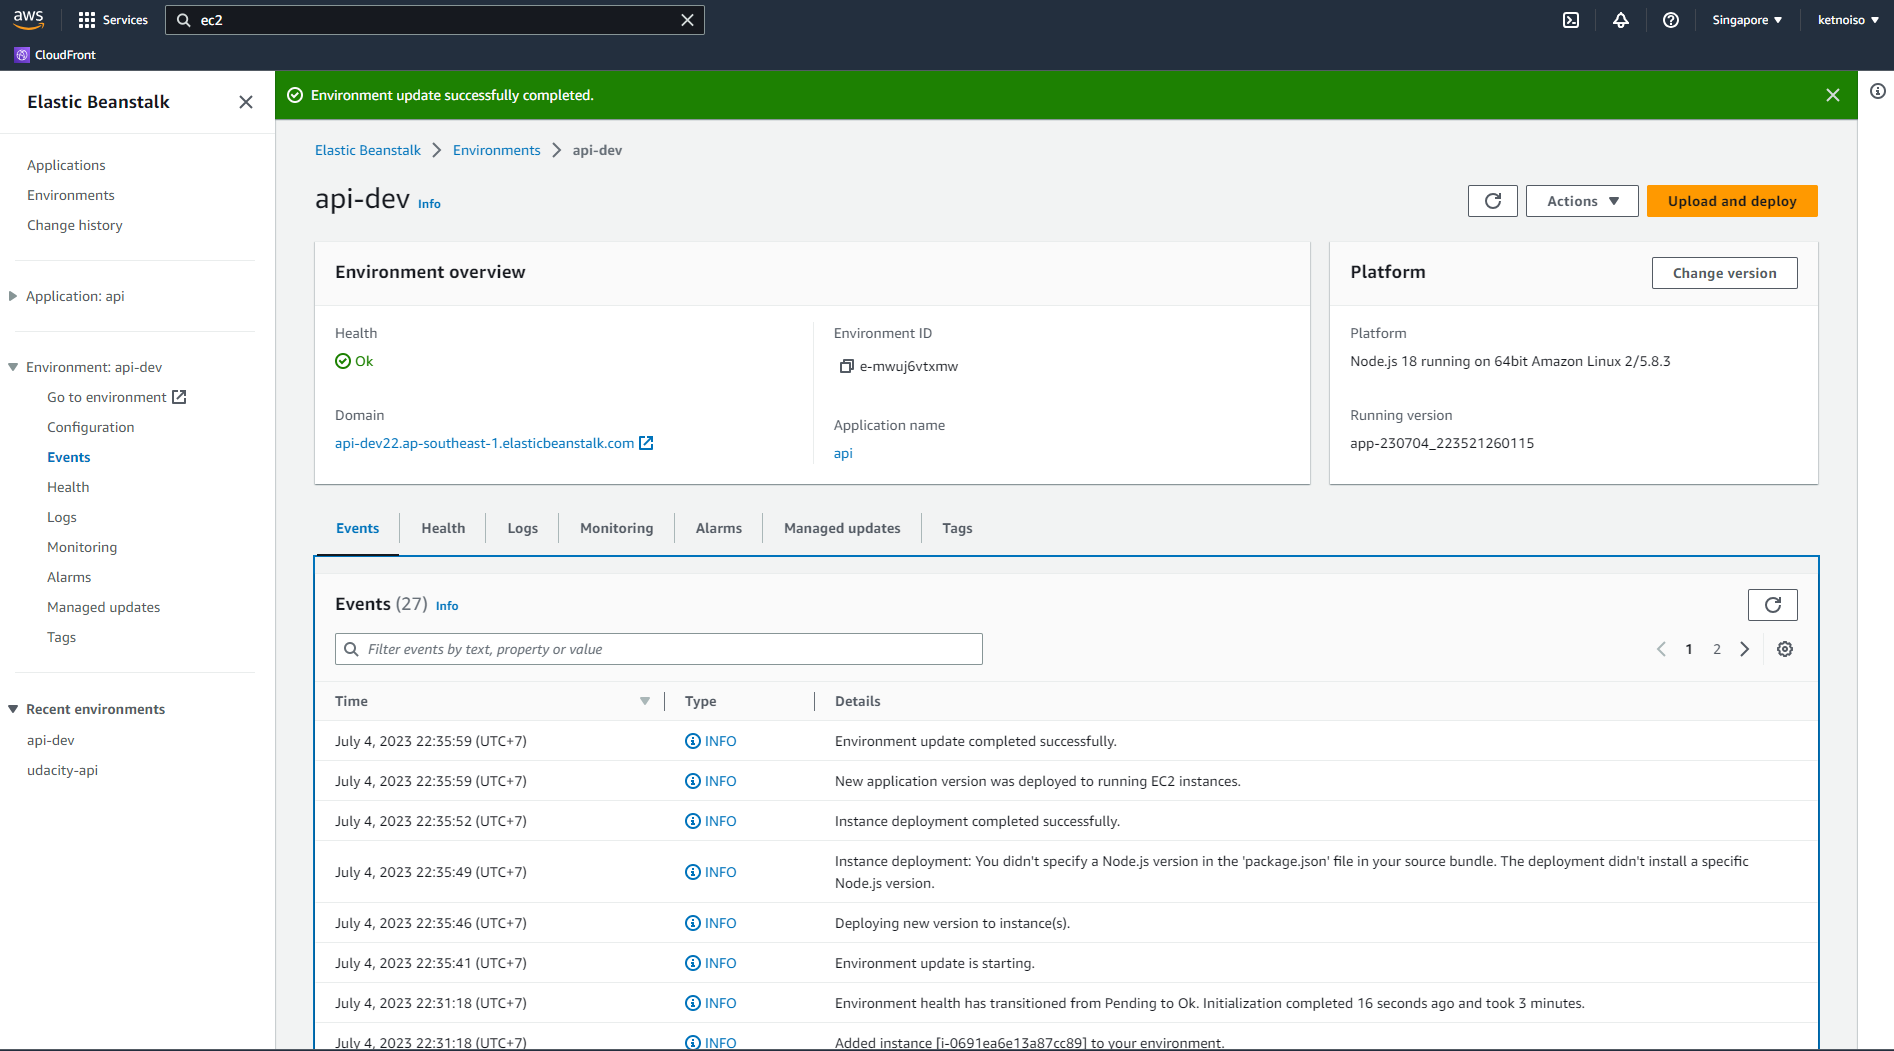 aws
Services
ec2
Singapore ▼
ketnoiso ▼
CloudFront
Elastic Beanstalk
Applications
Environments
Change history
Application: api
Environment: api-dev
Go to environment
Configuration
Events
Health
Logs
Monitoring
Alarms
Managed updates
Tags
Recent environments
api-dev
udacity-api
Environment update successfully completed.
Elastic Beanstalk > Environments > api-dev
api-dev Info
Actions ▼
Upload and deploy
Environment overview
Health
Ok
Domain
api-dev22.ap-southeast-1.elasticbeanstalk.com
Environment ID
e-mwuj6vtxmw
Application name
api
Platform
Change version
Platform
Node.js 18 running on 64bit Amazon Linux 2/5.8.3
Running version
app-230704_223521260115
Events Health Logs Monitoring Alarms Managed updates Tags
Events (27) Info
Filter events by text, property or value
1 2
Time Type Details
July 4, 2023 22:35:59 (UTC+7) INFO Environment update completed successfully.
July 4, 2023 22:35:59 (UTC+7) INFO New application version was deployed to running EC2 instances.
July 4, 2023 22:35:52 (UTC+7) INFO Instance deployment completed successfully.
July 4, 2023 22:35:49 (UTC+7) INFO Instance deployment: You didn't specify a Node.js version in the 'package.json' file in your source bundle. The deployment didn't install a specific
Node.js version.
July 4, 2023 22:35:46 (UTC+7) INFO Deploying new version to instance(s).
July 4, 2023 22:35:41 (UTC+7) INFO Environment update is starting.
July 4, 2023 22:31:18 (UTC+7) INFO Environment health has transitioned from Pending to Ok. Initialization completed 16 seconds ago and took 3 minutes.
July 4, 2023 22:31:18 (UTC+7) INFO Added instance [i-0691ea6e13a87cc89] to your environment.